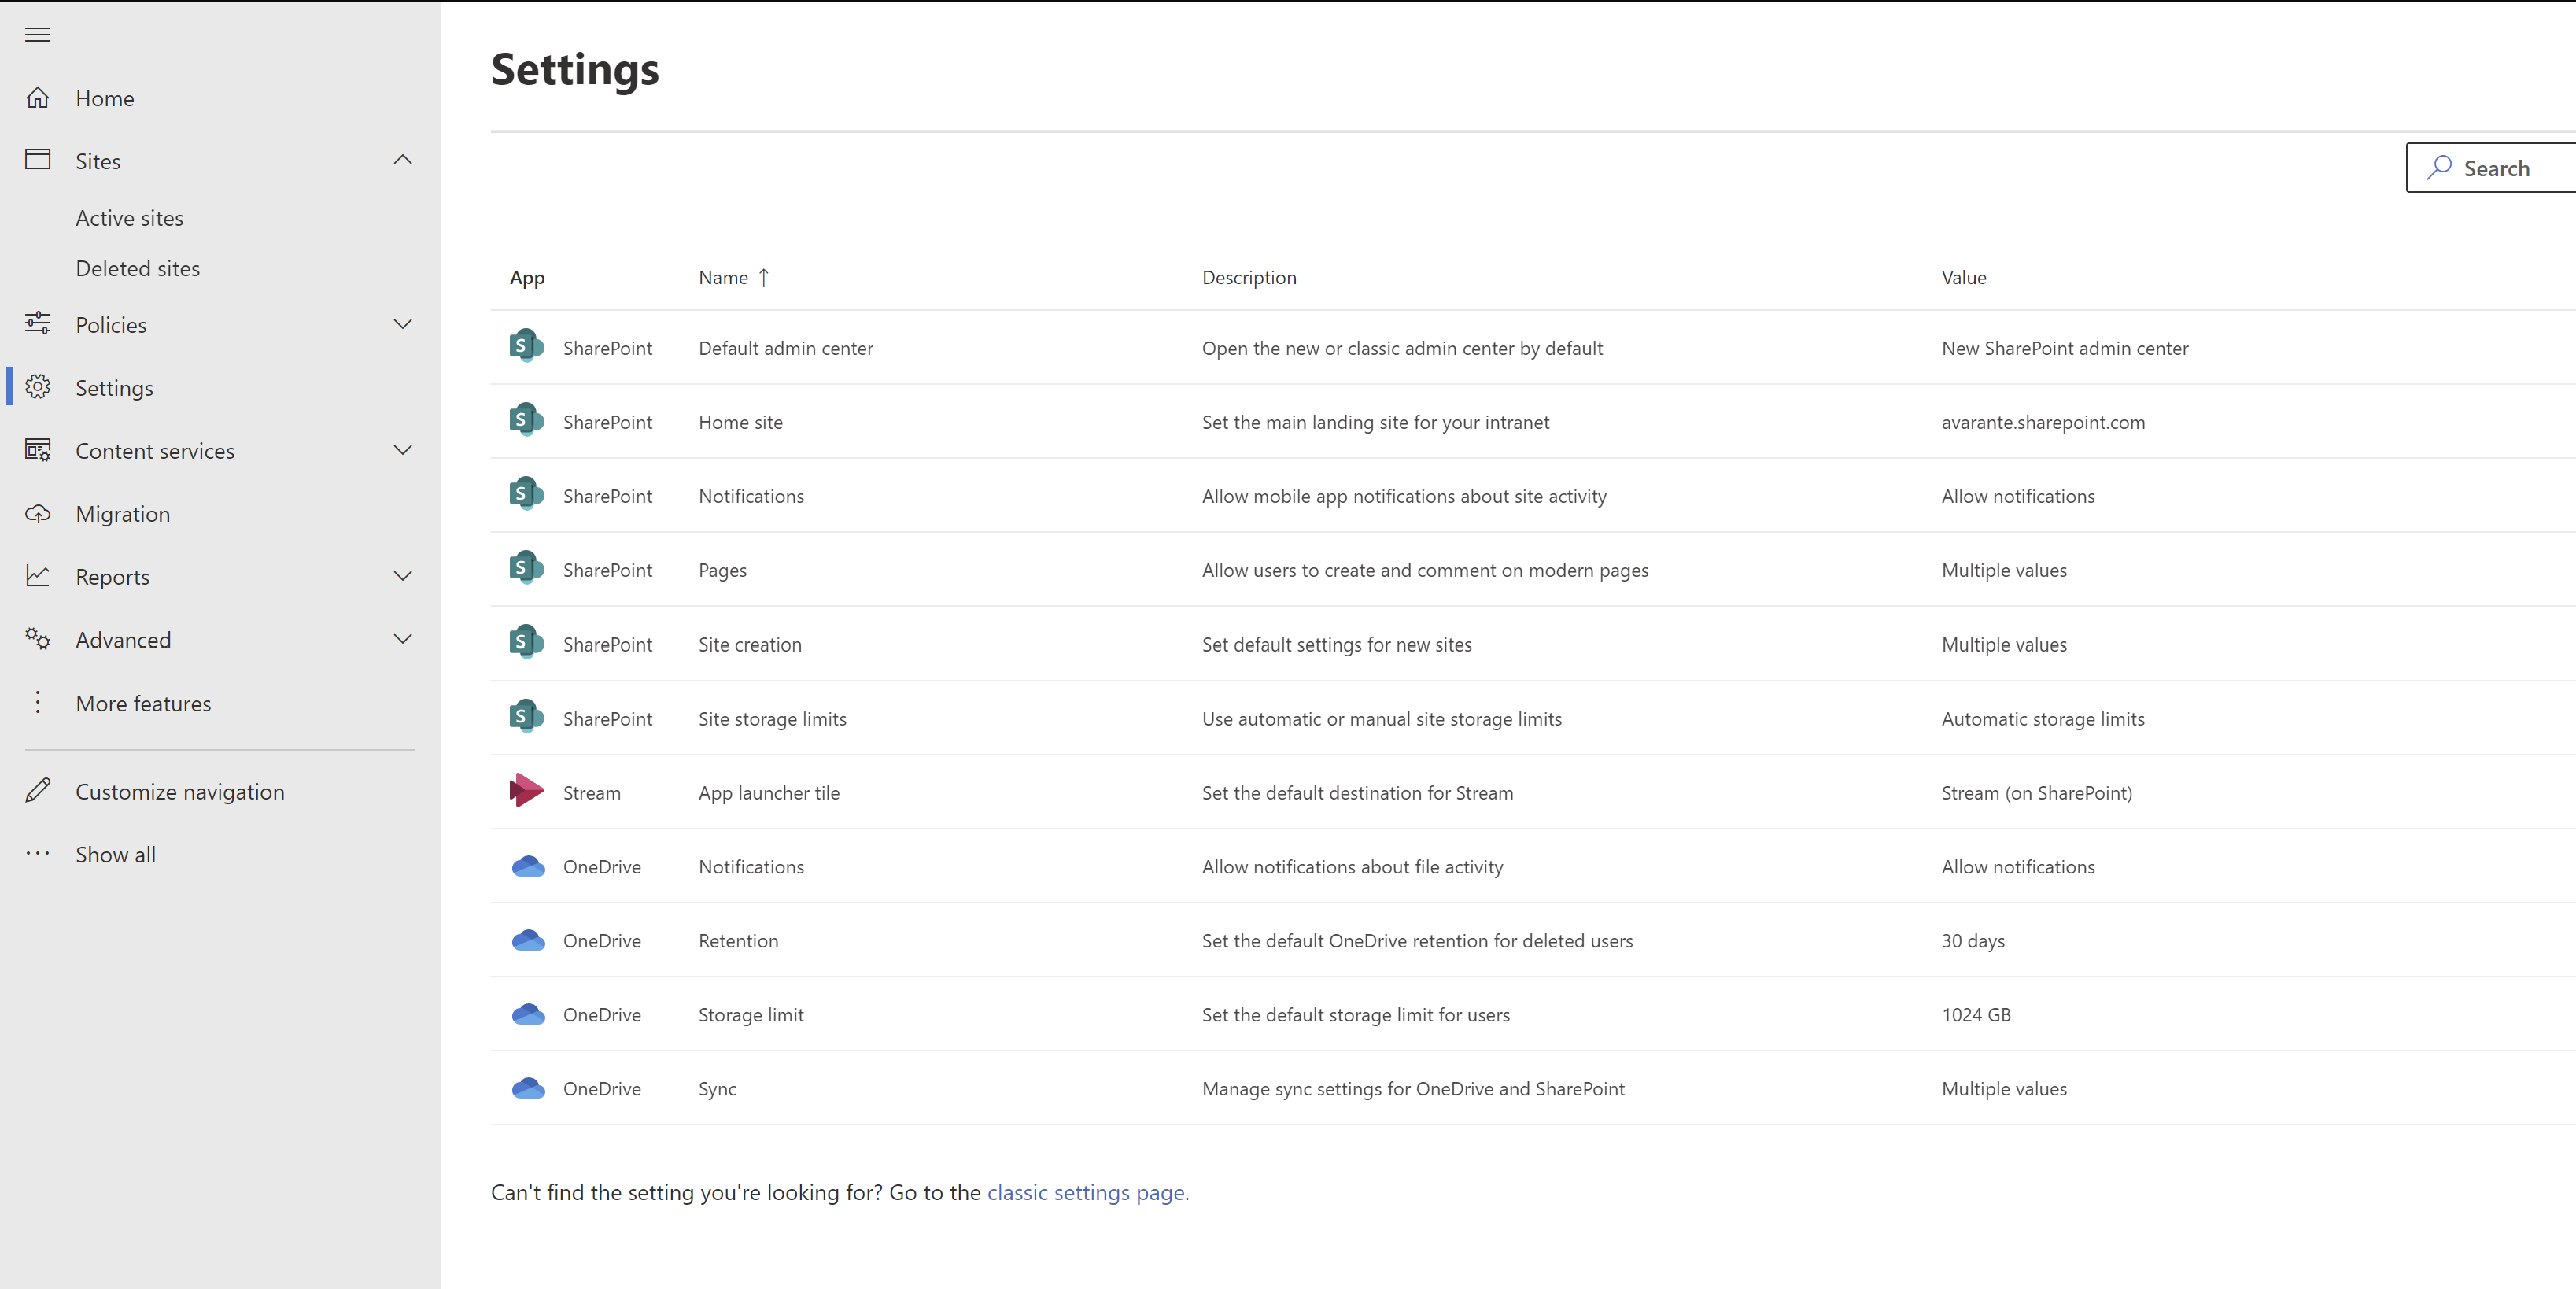 Home
Sites
Active sites
Deleted sites
Policies
Settings
Content services
Migration
Reports
Advanced
More features
Customize navigation
Show all
Settings
Search
App Name ↑ Description Value
SharePoint Default admin center Open the new or classic admin center by default New SharePoint admin center
SharePoint Home site Set the main landing site for your intranet avarante.sharepoint.com
SharePoint Notifications Allow mobile app notifications about site activity Allow notifications
SharePoint Pages Allow users to create and comment on modern pages Multiple values
SharePoint Site creation Set default settings for new sites Multiple values
SharePoint Site storage limits Use automatic or manual site storage limits Automatic storage limits
Stream App launcher tile Set the default destination for Stream Stream (on SharePoint)
OneDrive Notifications Allow notifications about file activity Allow notifications
OneDrive Retention Set the default OneDrive retention for deleted users 30 days
OneDrive Storage limit Set the default storage limit for users 1024 GB
OneDrive Sync Manage sync settings for OneDrive and SharePoint Multiple values
Can't find the setting you're looking for? Go to the classic settings page.